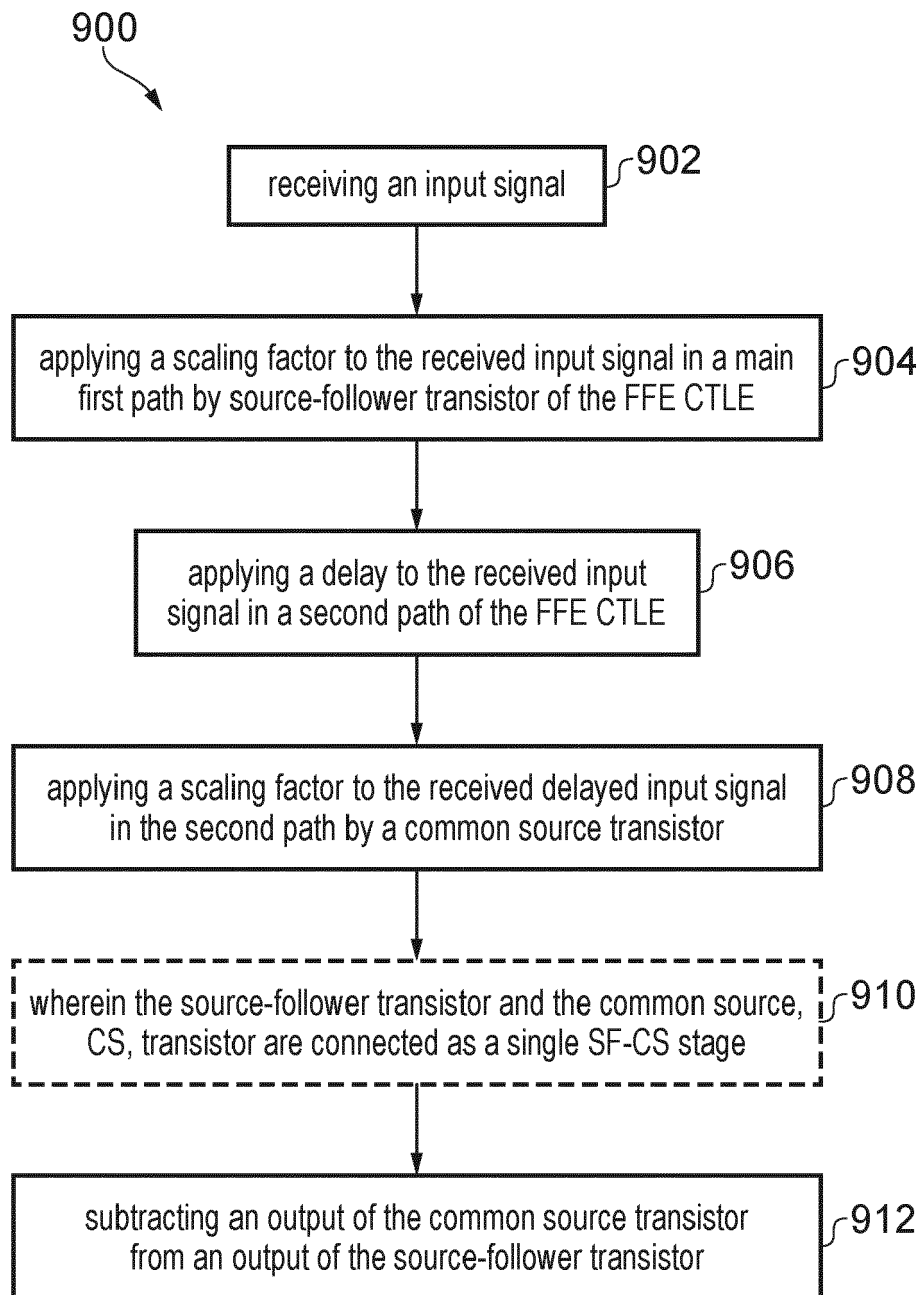 900
receiving an input signal
902
applying a scaling factor to the received input signal in a main
first path by source-follower transistor of the FFE CTLE
904
applying a delay to the received input
signal in a second path of the FFE CTLE
906
applying a scaling factor to the received delayed input signal
in the second path by a common source transistor
908
wherein the source-follower transistor and the common source,
CS, transistor are connected as a single SF-CS stage
910
subtracting an output of the common source transistor
from an output of the source-follower transistor
912